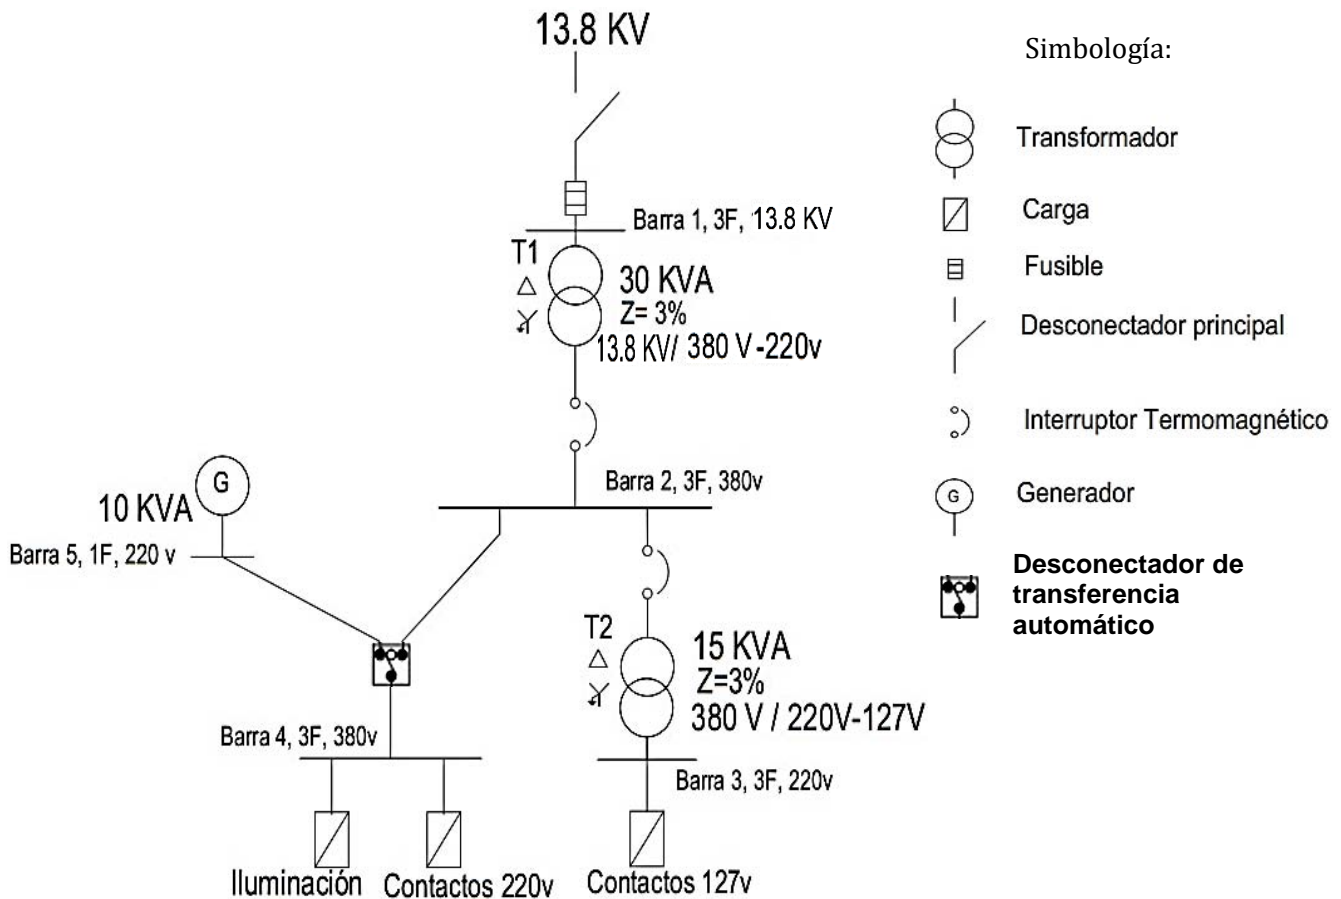 13.8 KV
Barra 1, 3F, 13.8 KV
T1
30 KVA
Z= 3%
13.8 KV/ 380 V -220v
Barra 2, 3F, 380v
G
10 KVA
Barra 5, 1F, 220 v
T2
15 KVA
Z=3%
380 V / 220V-127V
Barra 4, 3F, 380v
Barra 3, 3F, 220v
Iluminación
Contactos 220v
Contactos 127v
Simbología:
Transformador
Carga
Fusible
Desconectador principal
Interruptor Termomagnético
G
Generador
Desconectador de
transferencia
automático